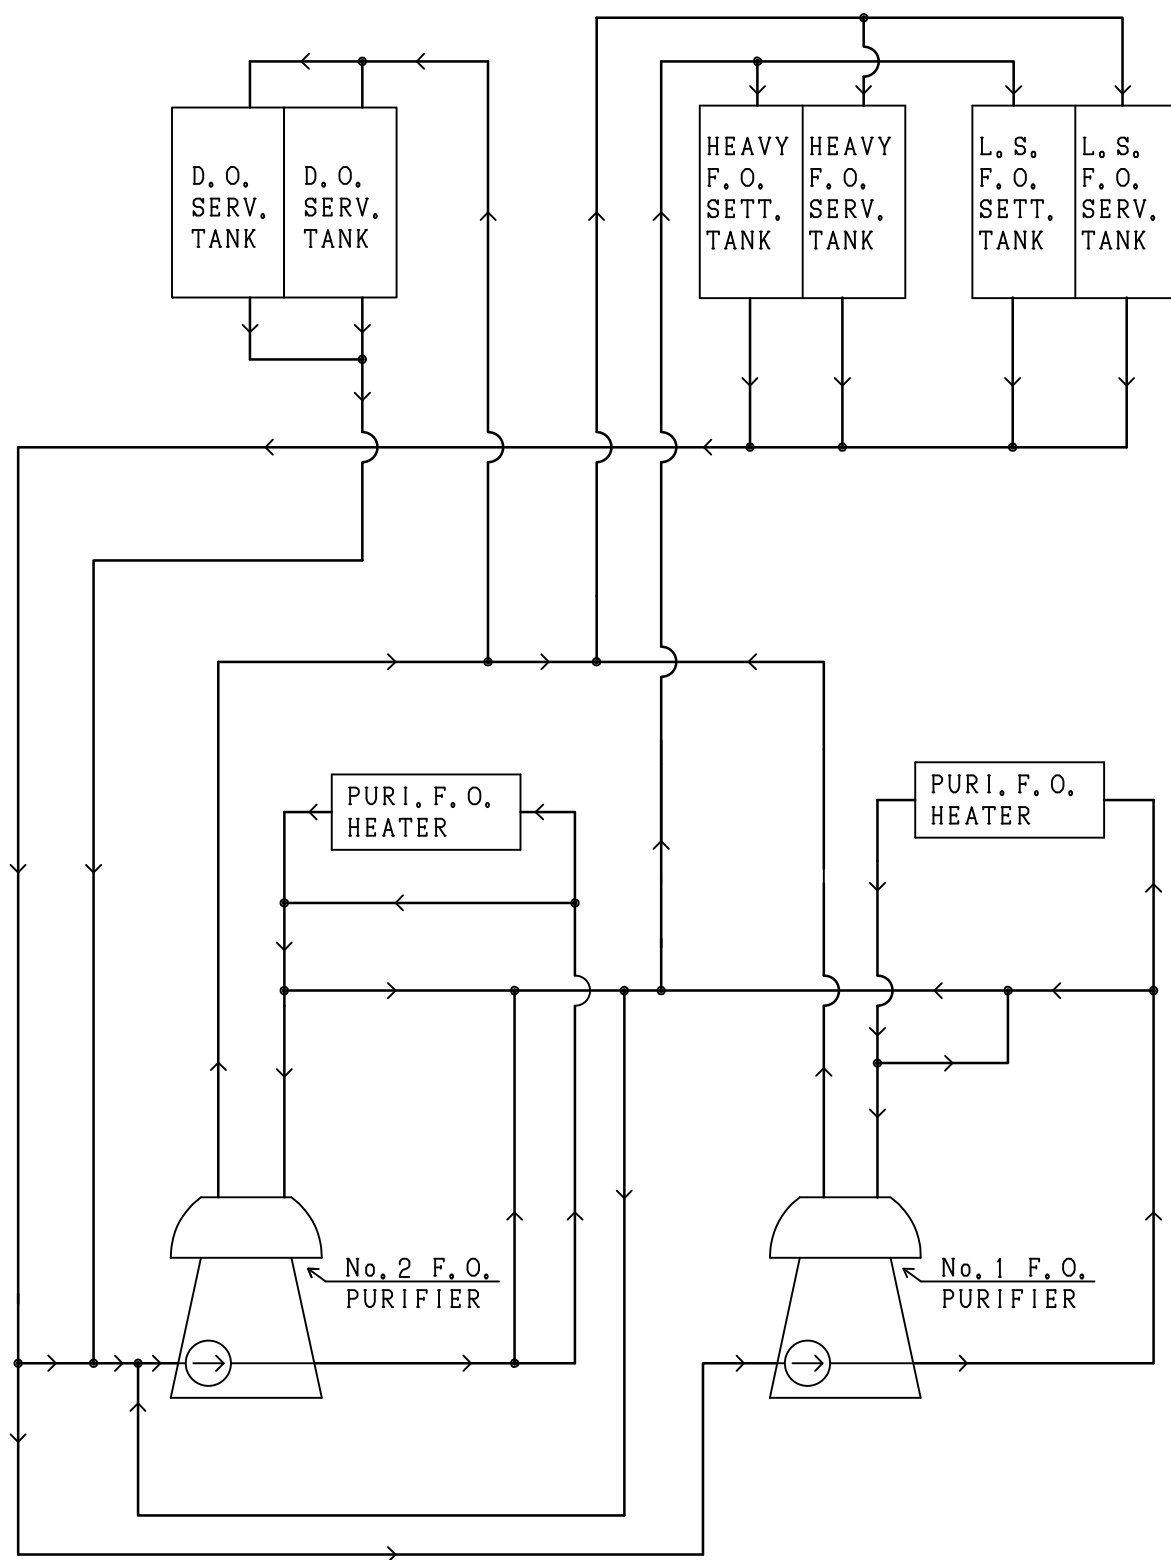 D.O.
SERV.
TANK
D.O.
SERV.
TANK
HEAVY
F.O.
SETT.
TANK
HEAVY
F.O.
SERV.
TANK
L.S.
F.O.
SETT.
TANK
L.S.
F.O.
SERV.
TANK
PURI.F.O.
HEATER
PURI.F.O.
HEATER
No.2 F.O.
PURIFIER
No.1 F.O.
PURIFIER